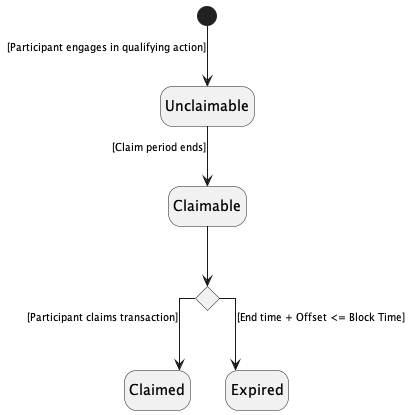 [Participant engages in qualifying action]
Unclaimable
[Claim period ends]
Claimable
[Participant claims transaction]
[End time + Offset <= Block Time]
Claimed
Expired